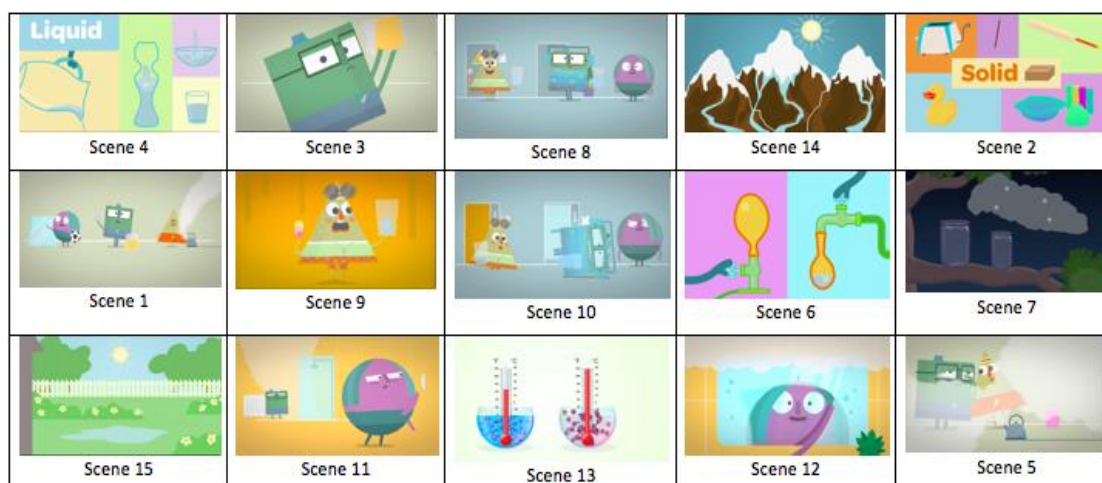 Liquid
Solid
Scene 4
Scene 3
Scene 8
Scene 14
Scene 2
Scene 1
Scene 9
Scene 10
Scene 6
Scene 7
°F °C
°F °C
Scene 15
Scene 11
Scene 13
Scene 12
Scene 5